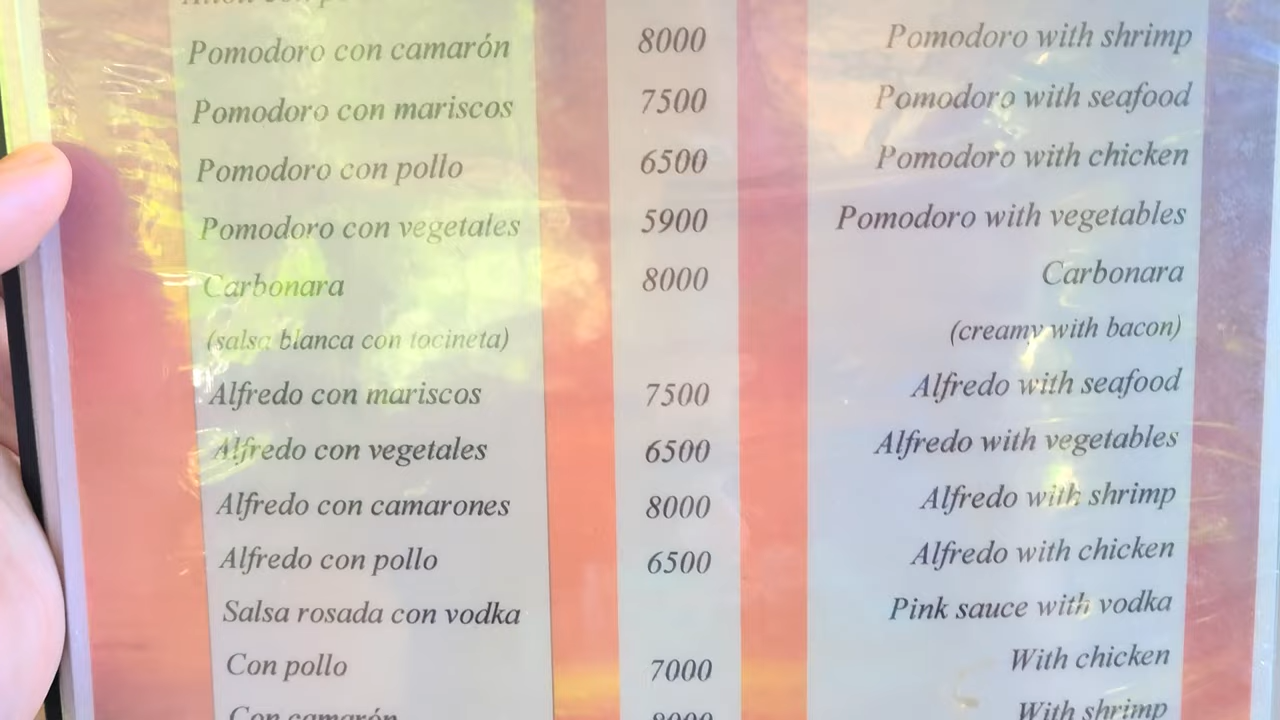 Pomodoro con camarón 8000 Pomodoro with shrimp
Pomodoro con mariscos 7500 Pomodoro with seafood
Pomodoro con pollo 6500 Pomodoro with chicken
Pomodoro con vegetales 5900 Pomodoro with vegetables
Carbonara 8000 Carbonara
(salsa blanca con tocineta) (creamy with bacon)
Alfredo con mariscos 7500 Alfredo with seafood
Alfredo con vegetales 6500 Alfredo with vegetables
Alfredo con camarones 8000 Alfredo with shrimp
Alfredo con pollo 6500 Alfredo with chicken
Salsa rosada con vodka Pink sauce with vodka
Con pollo 7000 With chicken
Con camarón 8000 With shrimp